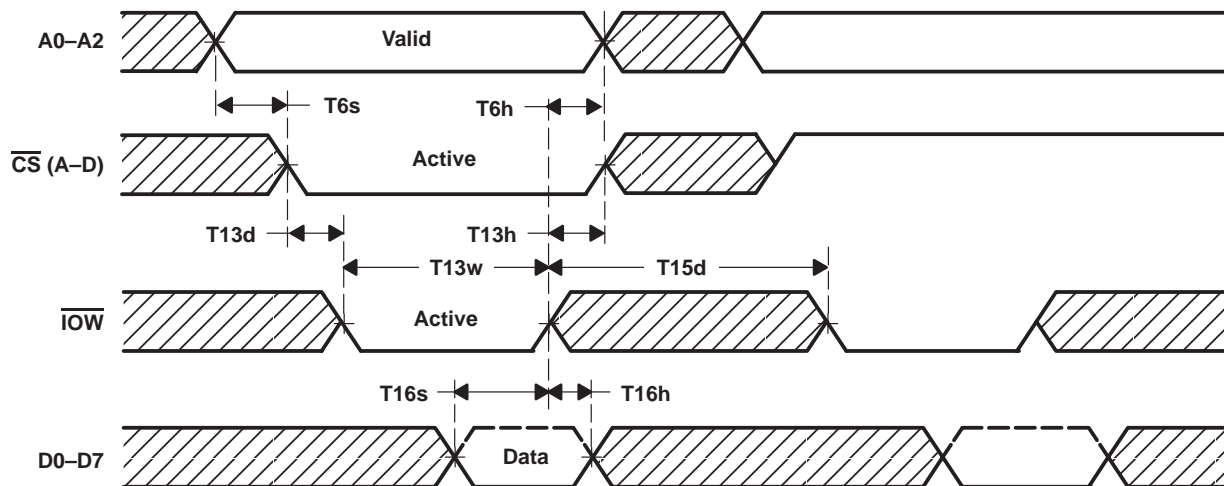 A0–A2
Valid
T6s
T6h
CS (A–D)
Active
T13d
T13h
T13w
T15d
IOW
Active
T16s
T16h
D0–D7
Data